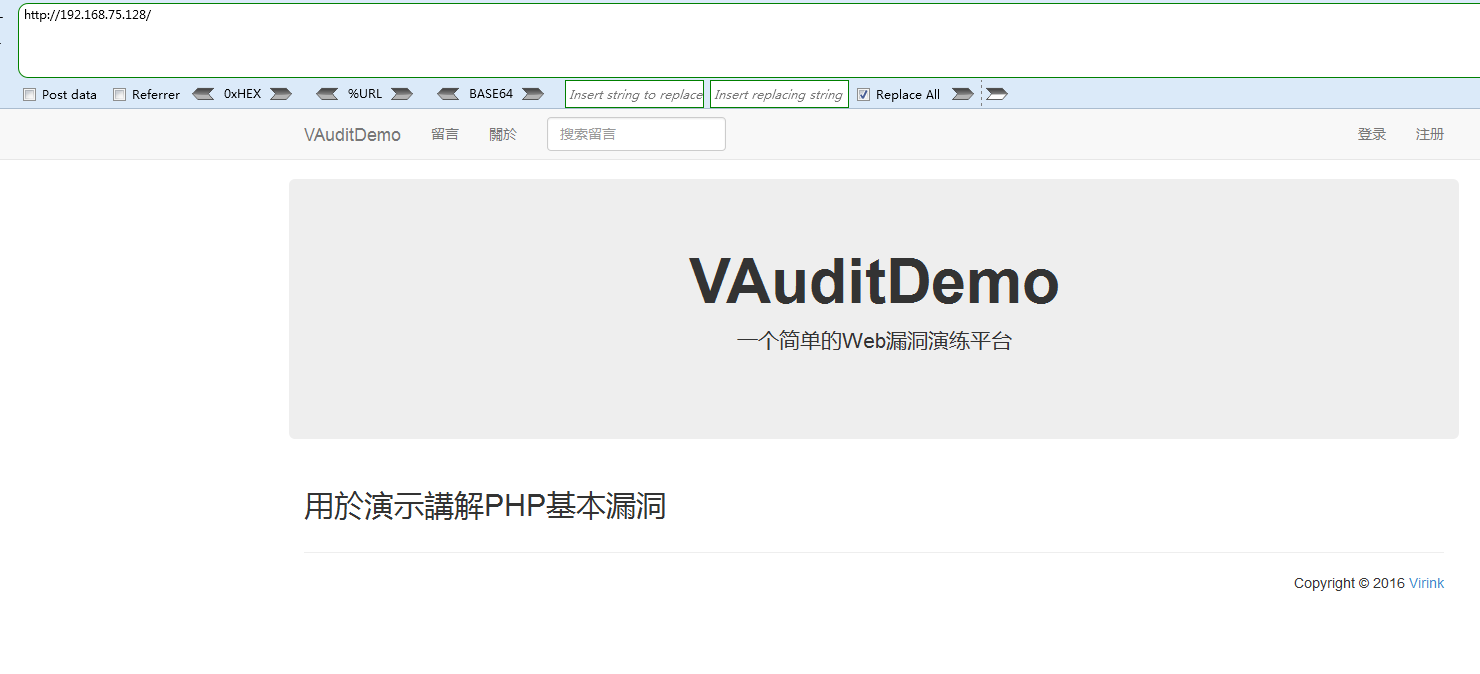 http://192.168.75.128/
Post data Referrer 0xHEX %URL BASE64 Insert string to replace Insert replacing string Replace All
VAuditDemo 留言 關於 搜索留言 登录 注册
VAuditDemo
一个简单的Web漏洞演练平台
用於演示講解PHP基本漏洞
Copyright © 2016 Virink